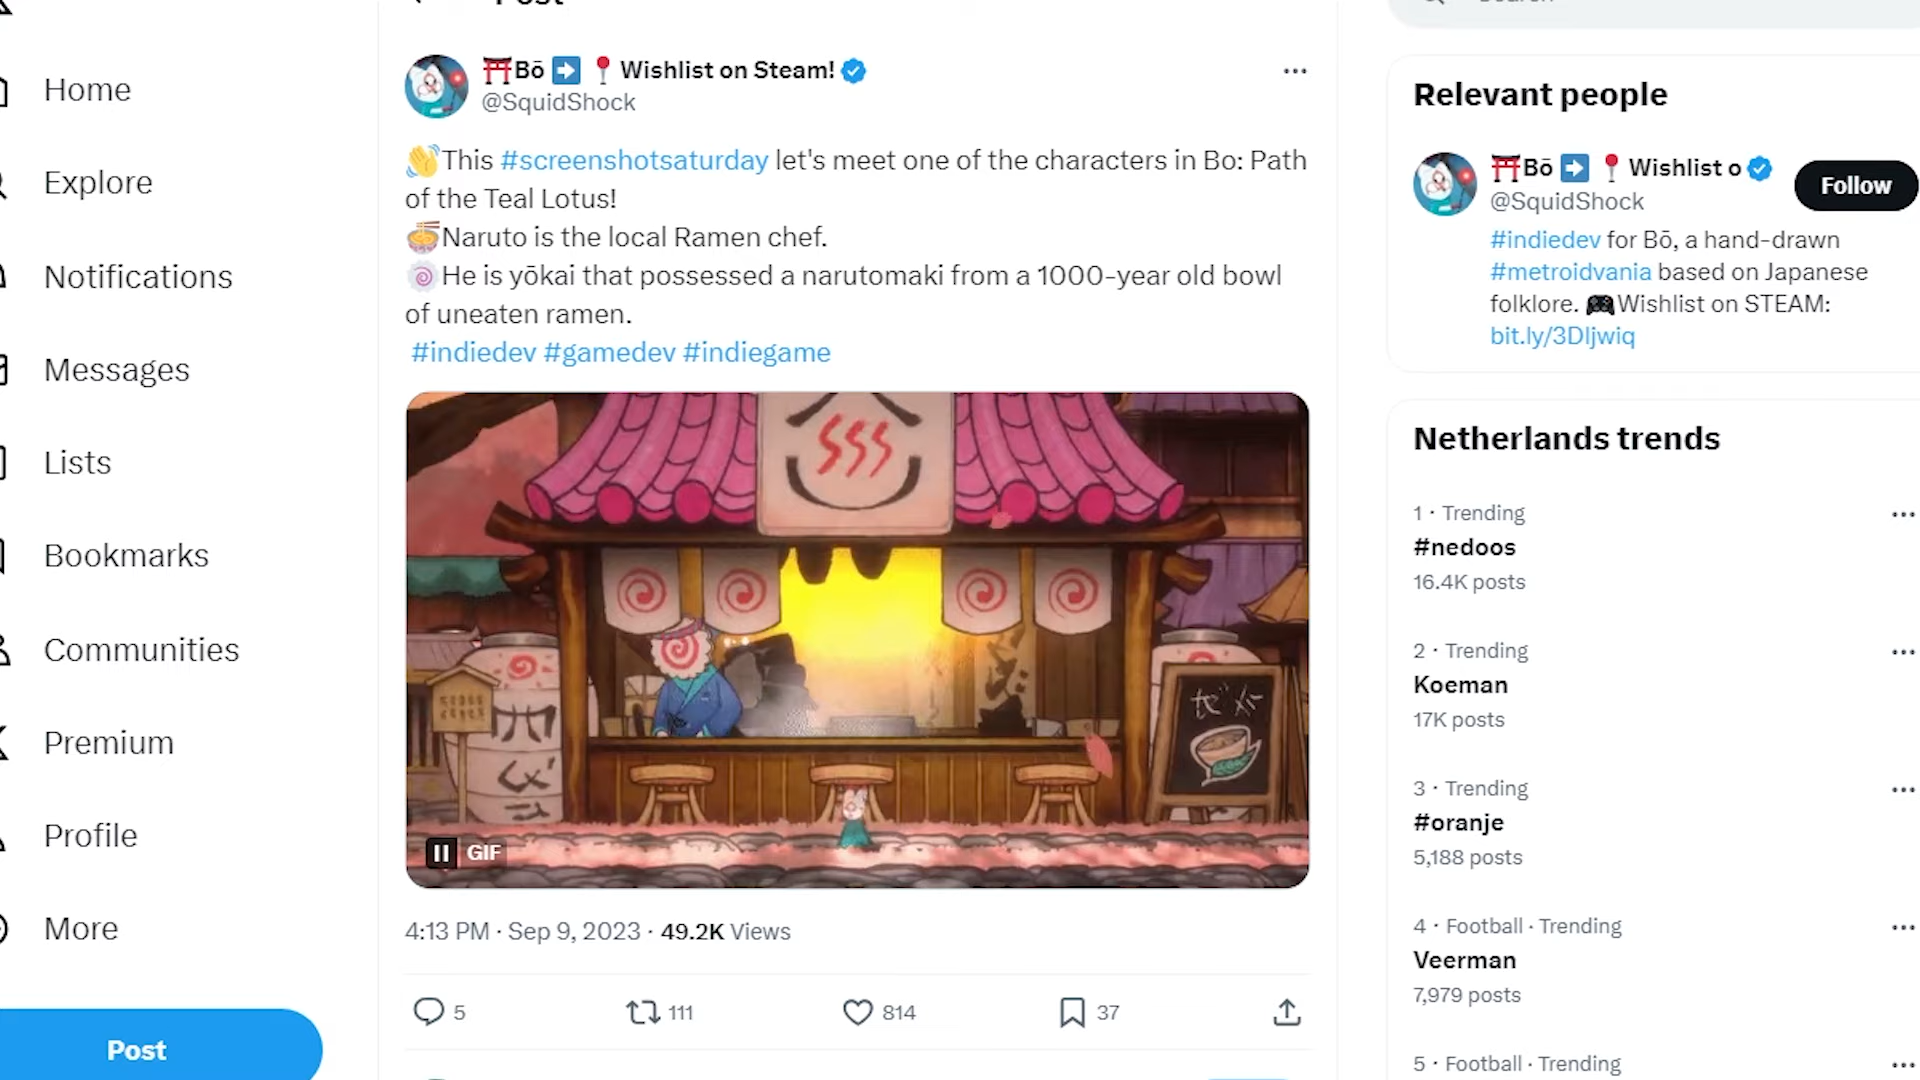 Home
Explore
Notifications
Messages
Lists
Bookmarks
Communities
Premium
Profile
More
Post
⛩️Bō ➡️ 📍 Wishlist on Steam!
@SquidShock
👋This #screenshotsaturday let's meet one of the characters in Bo: Path
of the Teal Lotus!
🍜Naruto is the local Ramen chef.
🍥He is yōkai that possessed a narutomaki from a 1000-year old bowl
of uneaten ramen.
#indiedev #gamedev #indiegame
GIF
4:13 PM · Sep 9, 2023 · 49.2K Views
5
111
814
37
Relevant people
⛩️Bō ➡️ 📍 Wishlist o
@SquidShock
Follow
#indiedev for Bō, a hand-drawn
#metroidvania based on Japanese
folklore. 🎮Wishlist on STEAM:
bit.ly/3Dljwiq
Netherlands trends
1 · Trending
#nedoos
16.4K posts
2 · Trending
Koeman
17K posts
3 · Trending
#oranje
5,188 posts
4 · Football · Trending
Veerman
7,979 posts
5 · Football · Trending